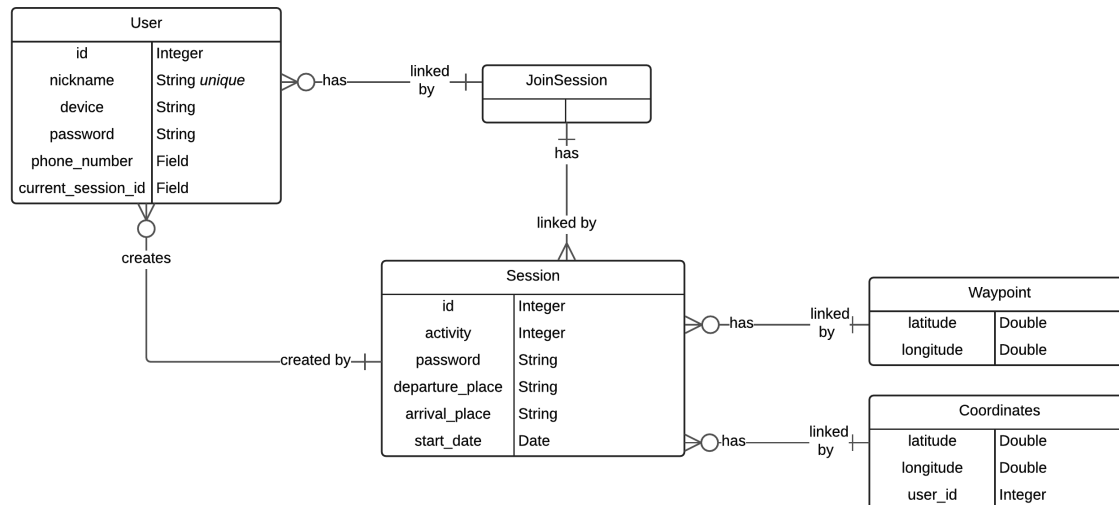 User
id Integer
nickname String unique
device String
password String
phone_number Field
current_session_id Field
has
linked
by
JoinSession
has
linked by
creates
created by
Session
id Integer
activity Integer
password String
departure_place String
arrival_place String
start_date Date
has
linked
by
Waypoint
latitude Double
longitude Double
has
linked
by
Coordinates
latitude Double
longitude Double
user_id Integer